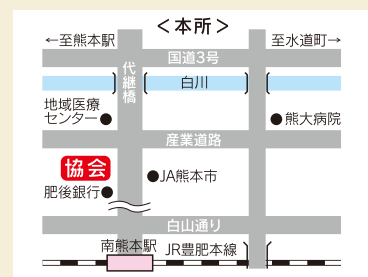 ＜本所＞
←至熊本駅
至水道町→
国道3号
代継橋
白川
地域医療
センター●
●熊大病院
産業道路
協会
●JA熊本市
肥後銀行●
白山通り
南熊本駅
JR豊肥本線